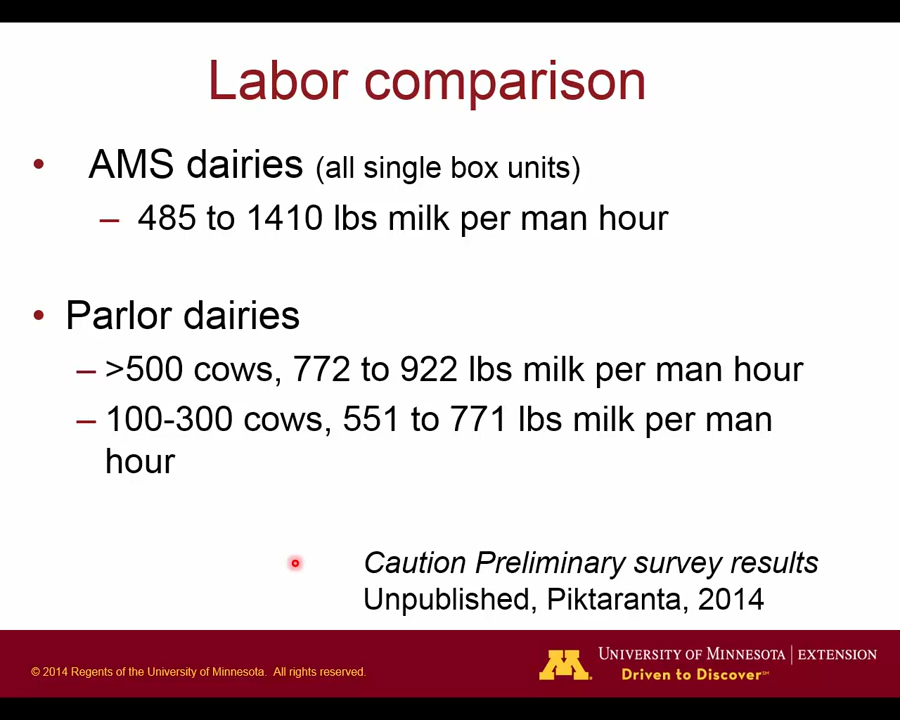 Labor comparison
• AMS dairies (all single box units)
– 485 to 1410 lbs milk per man hour
• Parlor dairies
– >500 cows, 772 to 922 lbs milk per man hour
– 100-300 cows, 551 to 771 lbs milk per man
hour
Caution Preliminary survey results
Unpublished, Piktaranta, 2014
© 2014 Regents of the University of Minnesota. All rights reserved.
M UNIVERSITY OF MINNESOTA | EXTENSION
Driven to Discover℠